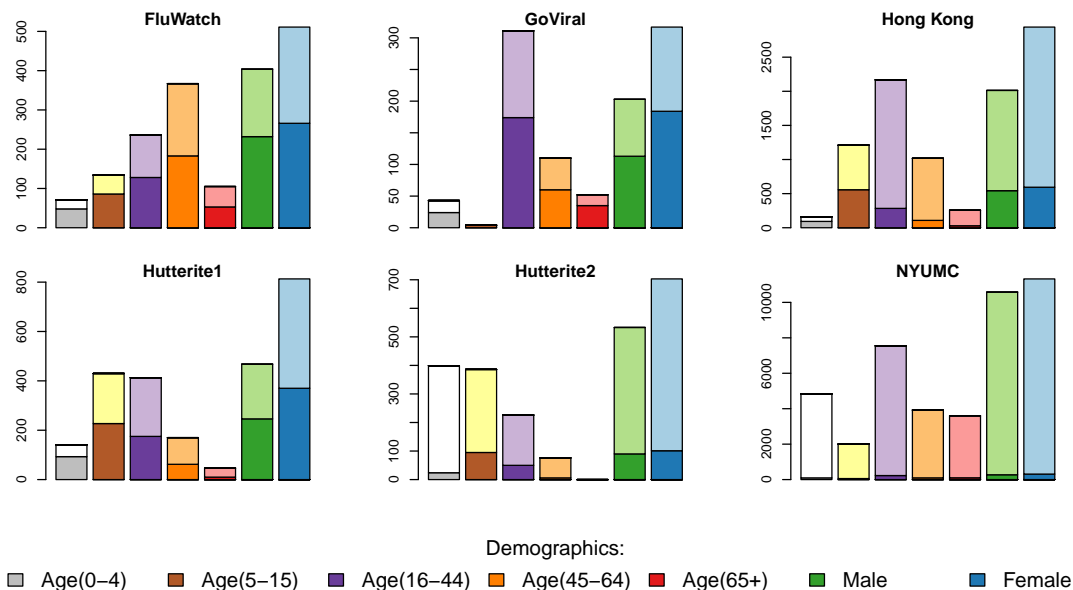 FluWatch
0 100 200 300 400 500
GoViral
0 50 100 200 300
Hong Kong
0 500 1500 2500
Hutterite1
0 200 400 600 800
Hutterite2
0 100 300 500 700
NYUMC
0 2000 6000 10000
Demographics:
Age(0−4) Age(5−15) Age(16−44) Age(45−64) Age(65+) Male Female